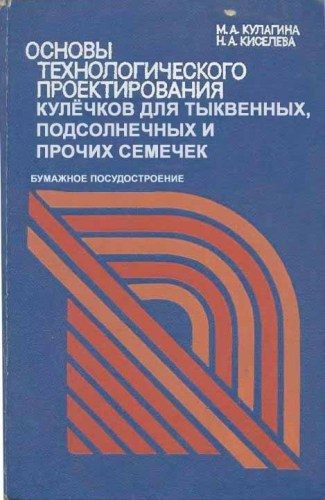 М. А. КУЛАГИНА
Н. А. КИСЕЛЕВА
ОСНОВЫ
ТЕХНОЛОГИЧЕСКОГО
ПРОЕКТИРОВАНИЯ
КУЛЁЧКОВ ДЛЯ ТЫКВЕННЫХ,
ПОДСОЛНЕЧНЫХ И
ПРОЧИХ СЕМЕЧЕК
БУМАЖНОЕ ПОСУДОСТРОЕНИЕ